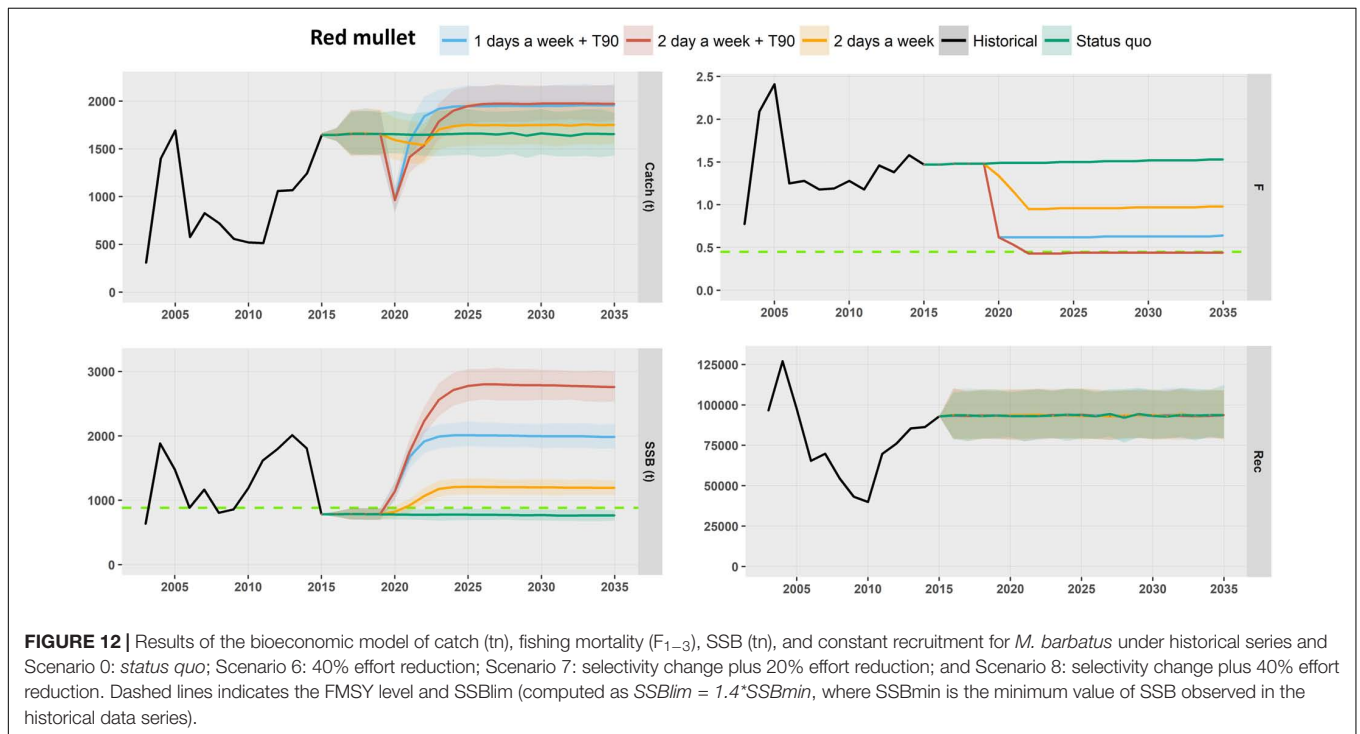 Red mullet 1 days a week + T90 2 day a week + T90 2 days a week Historical Status quo
2000
1500
1000
500
0
2005 2010 2015 2020 2025 2030 2035
Catch (t)
2.5
2.0
1.5
1.0
0.5
0.0
2005 2010 2015 2020 2025 2030 2035
F
3000
2000
1000
0
2005 2010 2015 2020 2025 2030 2035
SSB (t)
125000
100000
75000
50000
25000
0
2005 2010 2015 2020 2025 2030 2035
Rec
FIGURE 12 | Results of the bioeconomic model of catch (tn), fishing mortality (F1−3), SSB (tn), and constant recruitment for M. barbatus under historical series and
Scenario 0: status quo; Scenario 6: 40% effort reduction; Scenario 7: selectivity change plus 20% effort reduction; and Scenario 8: selectivity change plus 40% effort
reduction. Dashed lines indicates the FMSY level and SSBlim (computed as SSBlim = 1.4*SSBmin, where SSBmin is the minimum value of SSB observed in the
historical data series).